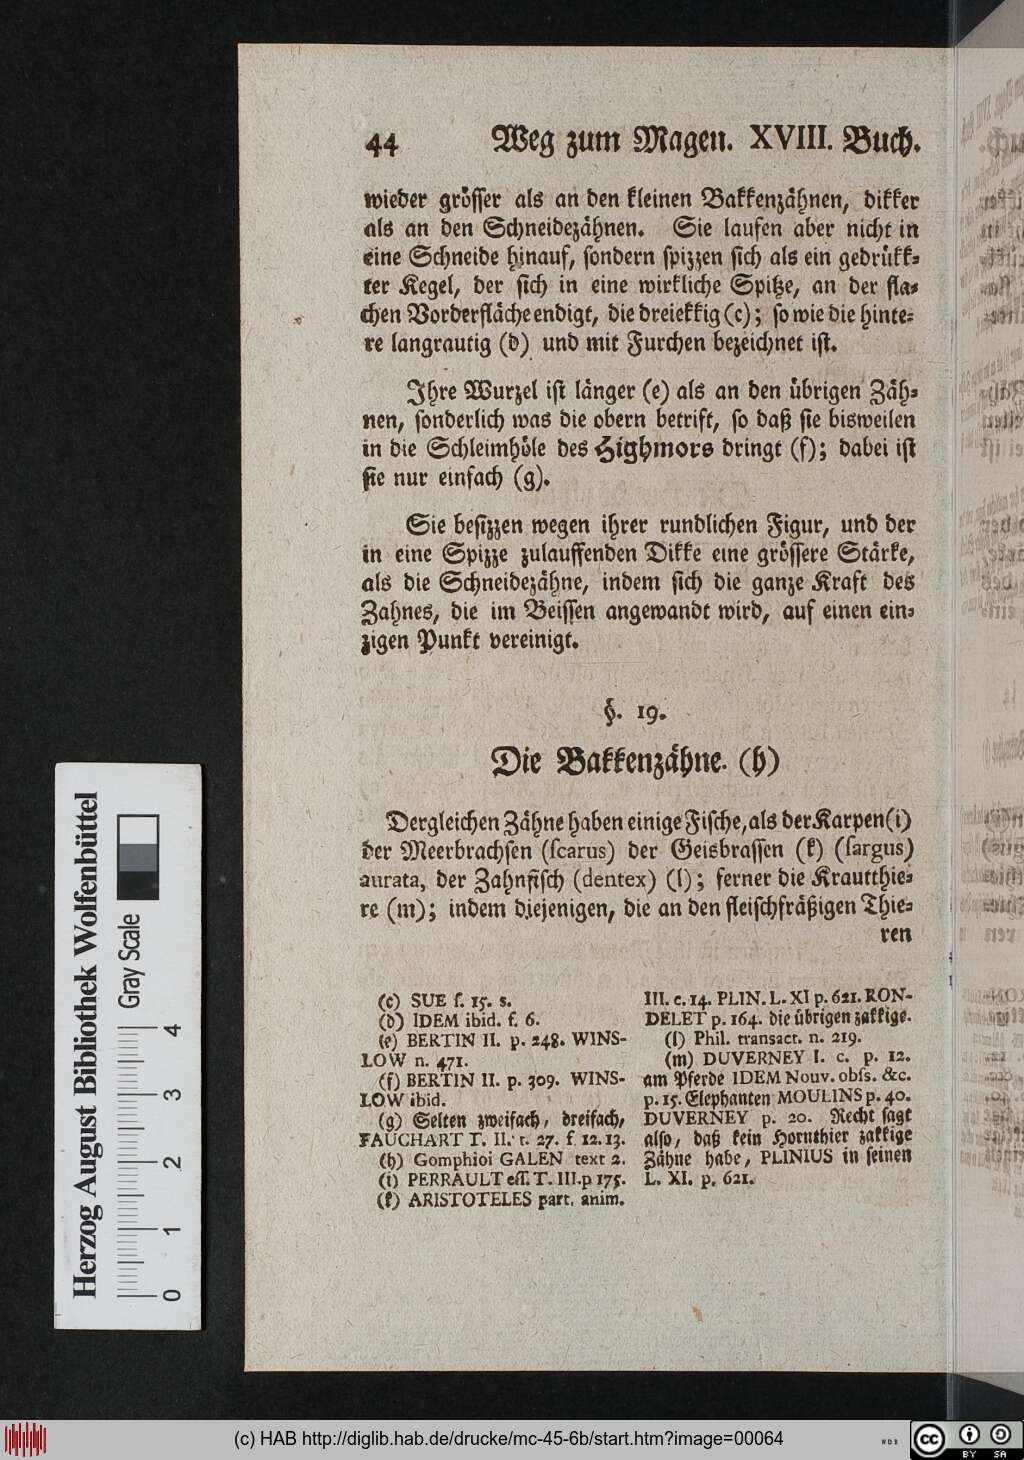 44 Weg zum Magen. XVIII. Buch.
wieder grösser als an den kleinen Bakkenzähnen, dikker
als an den Schneidezähnen. Sie laufen aber nicht in
eine Schneide hinauf, sondern spizzen sich als ein gedrükk-
ter Kegel, der sich in eine wirkliche Spitze, an der fla-
chen Vorderfläche endigt, die dreiekkig (c); so wie die hinte-
re langrautig (d) und mit Furchen bezeichnet ist.
Ihre Wurzel ist länger (e) als an den übrigen Zäh-
nen, sonderlich was die obern betrift, so daß sie bisweilen
in die Schleimhöle des Highmors dringt (f); dabei ist
sie nur einfach (g).
Sie besizzen wegen ihrer rundlichen Figur, und der
in eine Spizze zulauffenden Dikke eine grössere Stärke,
als die Schneidezähne, indem sich die ganze Kraft des
Zahnes, die im Beissen angewandt wird, auf einen ein-
zigen Punkt vereinigt.
§. 19.
Die Bakkenzähne. (h)
Dergleichen Zähne haben einige Fische, als der Karpen (i)
der Meerbrachsen (scarus) der Geisbrassen (k) (sargus)
aurata, der Zahnfisch (dentex) (l); ferner die Krautthie-
re (m); indem diejenigen, die an den fleischfräßigen Thie-
ren
(c) SUE f. 15. s.
(d) IDEM ibid. f. 6.
(e) BERTIN II. p. 248. WINS-
LOW n. 471.
(f) BERTIN II. p. 309. WINS-
LOW ibid.
(g) Selten zweifach, dreifach,
FAUCHART T. II. t. 27. f. 12. 13.
(h) Gomphioi GALEN text 2.
(i) PERRAULT ess. T. III. p 175.
(k) ARISTOTELES part. anim.
III. c. 14. PLIN. L. XI p. 621. RON-
DELET p. 164. die übrigen zakkige.
(l) Phil. transact. n. 219.
(m) DUVERNEY I. c. p. 12.
am Pferde IDEM Nouv. obs. &c.
p. 15. Elephanten MOULINS p. 40.
DUVERNEY p. 20. Recht sagt
also, daß kein Hornthier zakkige
Zähne habe, PLINIUS in seinen
L. XI. p. 621.
Herzog August Bibliothek Wolfenbüttel
Gray Scale
0 1 2 3 4
(c) HAB http://diglib.hab.de/drucke/mc-45-6b/start.htm?image=00064
cc BY SA